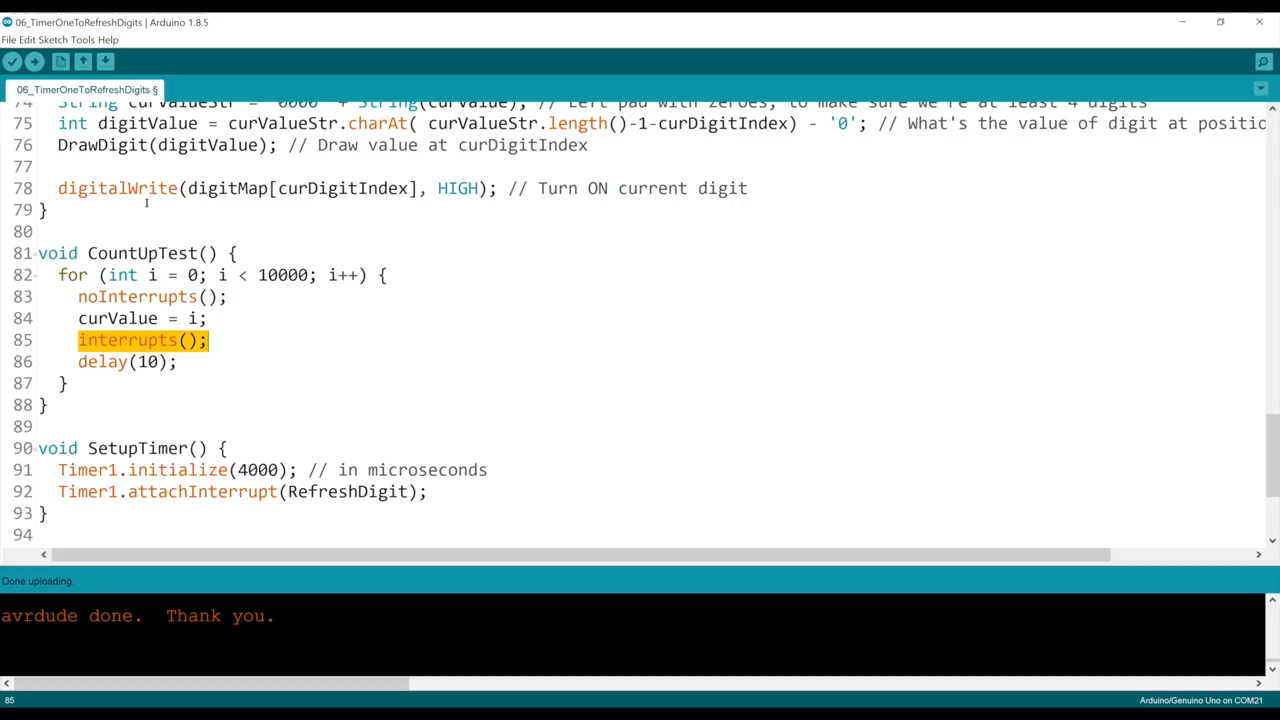 06_TimerOneToRefreshDigits | Arduino 1.8.5
File Edit Sketch Tools Help
06_TimerOneToRefreshDigits §
74 String curValueStr = "0000" + String(curValue); // Left pad with zeroes, to make sure we're at least 4 digits
75 int digitValue = curValueStr.charAt( curValueStr.length()-1-curDigitIndex) - '0'; // What's the value of digit at positio
76 DrawDigit(digitValue); // Draw value at curDigitIndex
77
78 digitalWrite(digitMap[curDigitIndex], HIGH); // Turn ON current digit
79 }
80
81 void CountUpTest() {
82 for (int i = 0; i < 10000; i++) {
83 noInterrupts();
84 curValue = i;
85 interrupts();
86 delay(10);
87 }
88 }
89
90 void SetupTimer() {
91 Timer1.initialize(4000); // in microseconds
92 Timer1.attachInterrupt(RefreshDigit);
93 }
94
Done uploading.
avrdude done.  Thank you.
85
Arduino/Genuino Uno on COM21